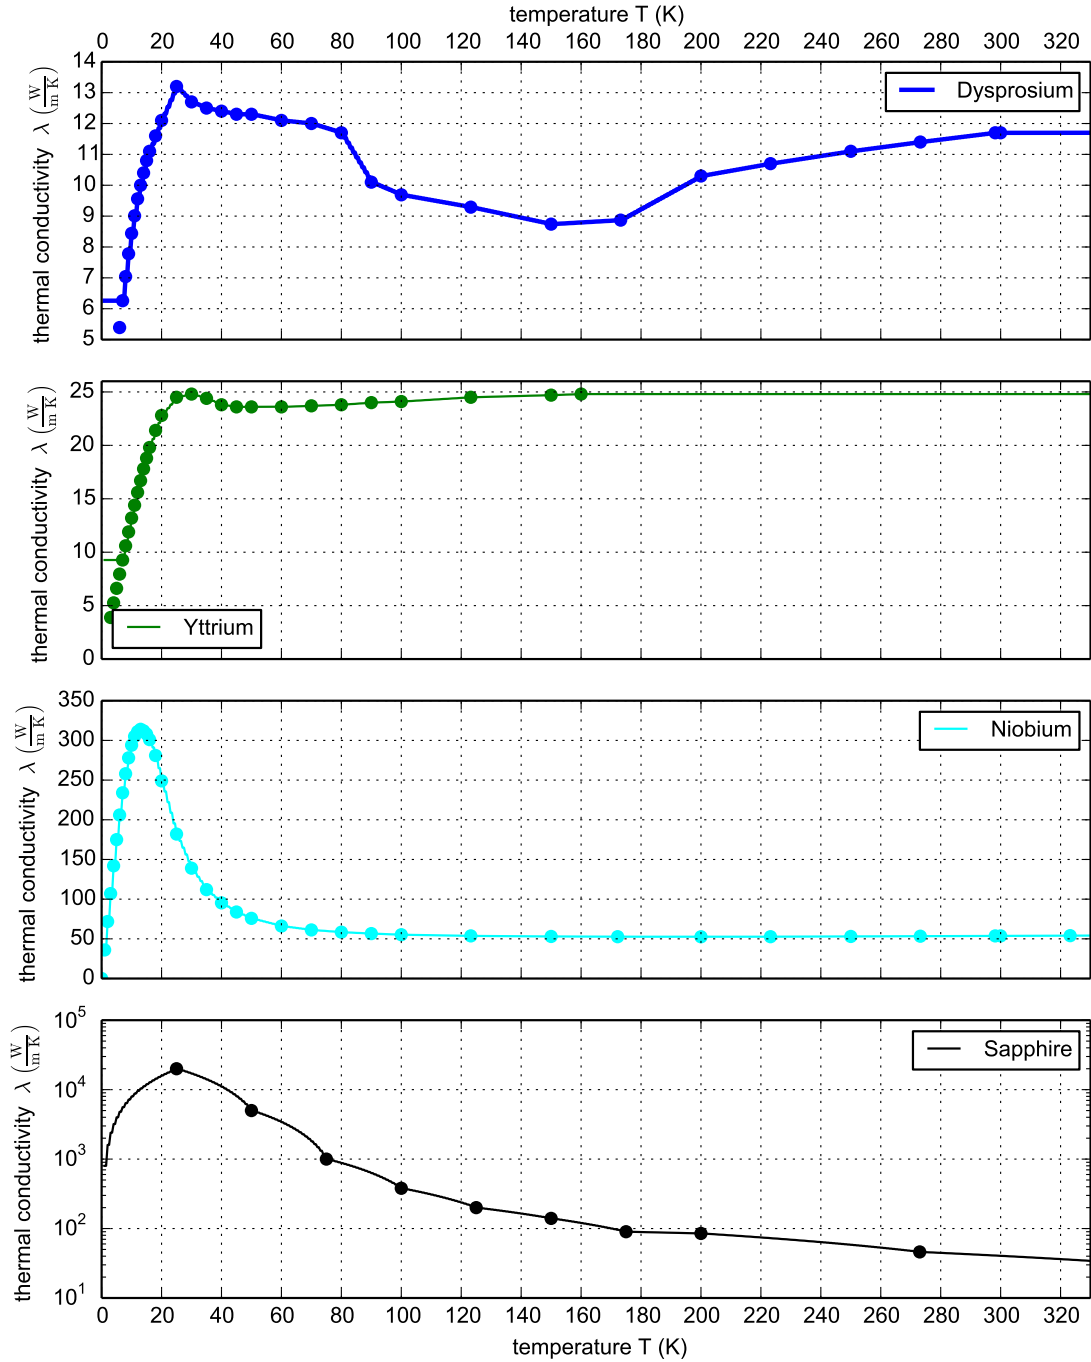 temperature T (K)
0 20 40 60 80 100 120 140 160 180 200 220 240 260 280 300 320
14
13
12
11
10
9
8
7
6
5
thermal conductivity λ (W/m K)
Dysprosium
25
20
15
10
5
0
thermal conductivity λ (W/m K)
Yttrium
350
300
250
200
150
100
50
0
thermal conductivity λ (W/m K)
Niobium
10^5
10^4
10^3
10^2
10^1
thermal conductivity λ (W/m K)
Sapphire
0 20 40 60 80 100 120 140 160 180 200 220 240 260 280 300 320
temperature T (K)